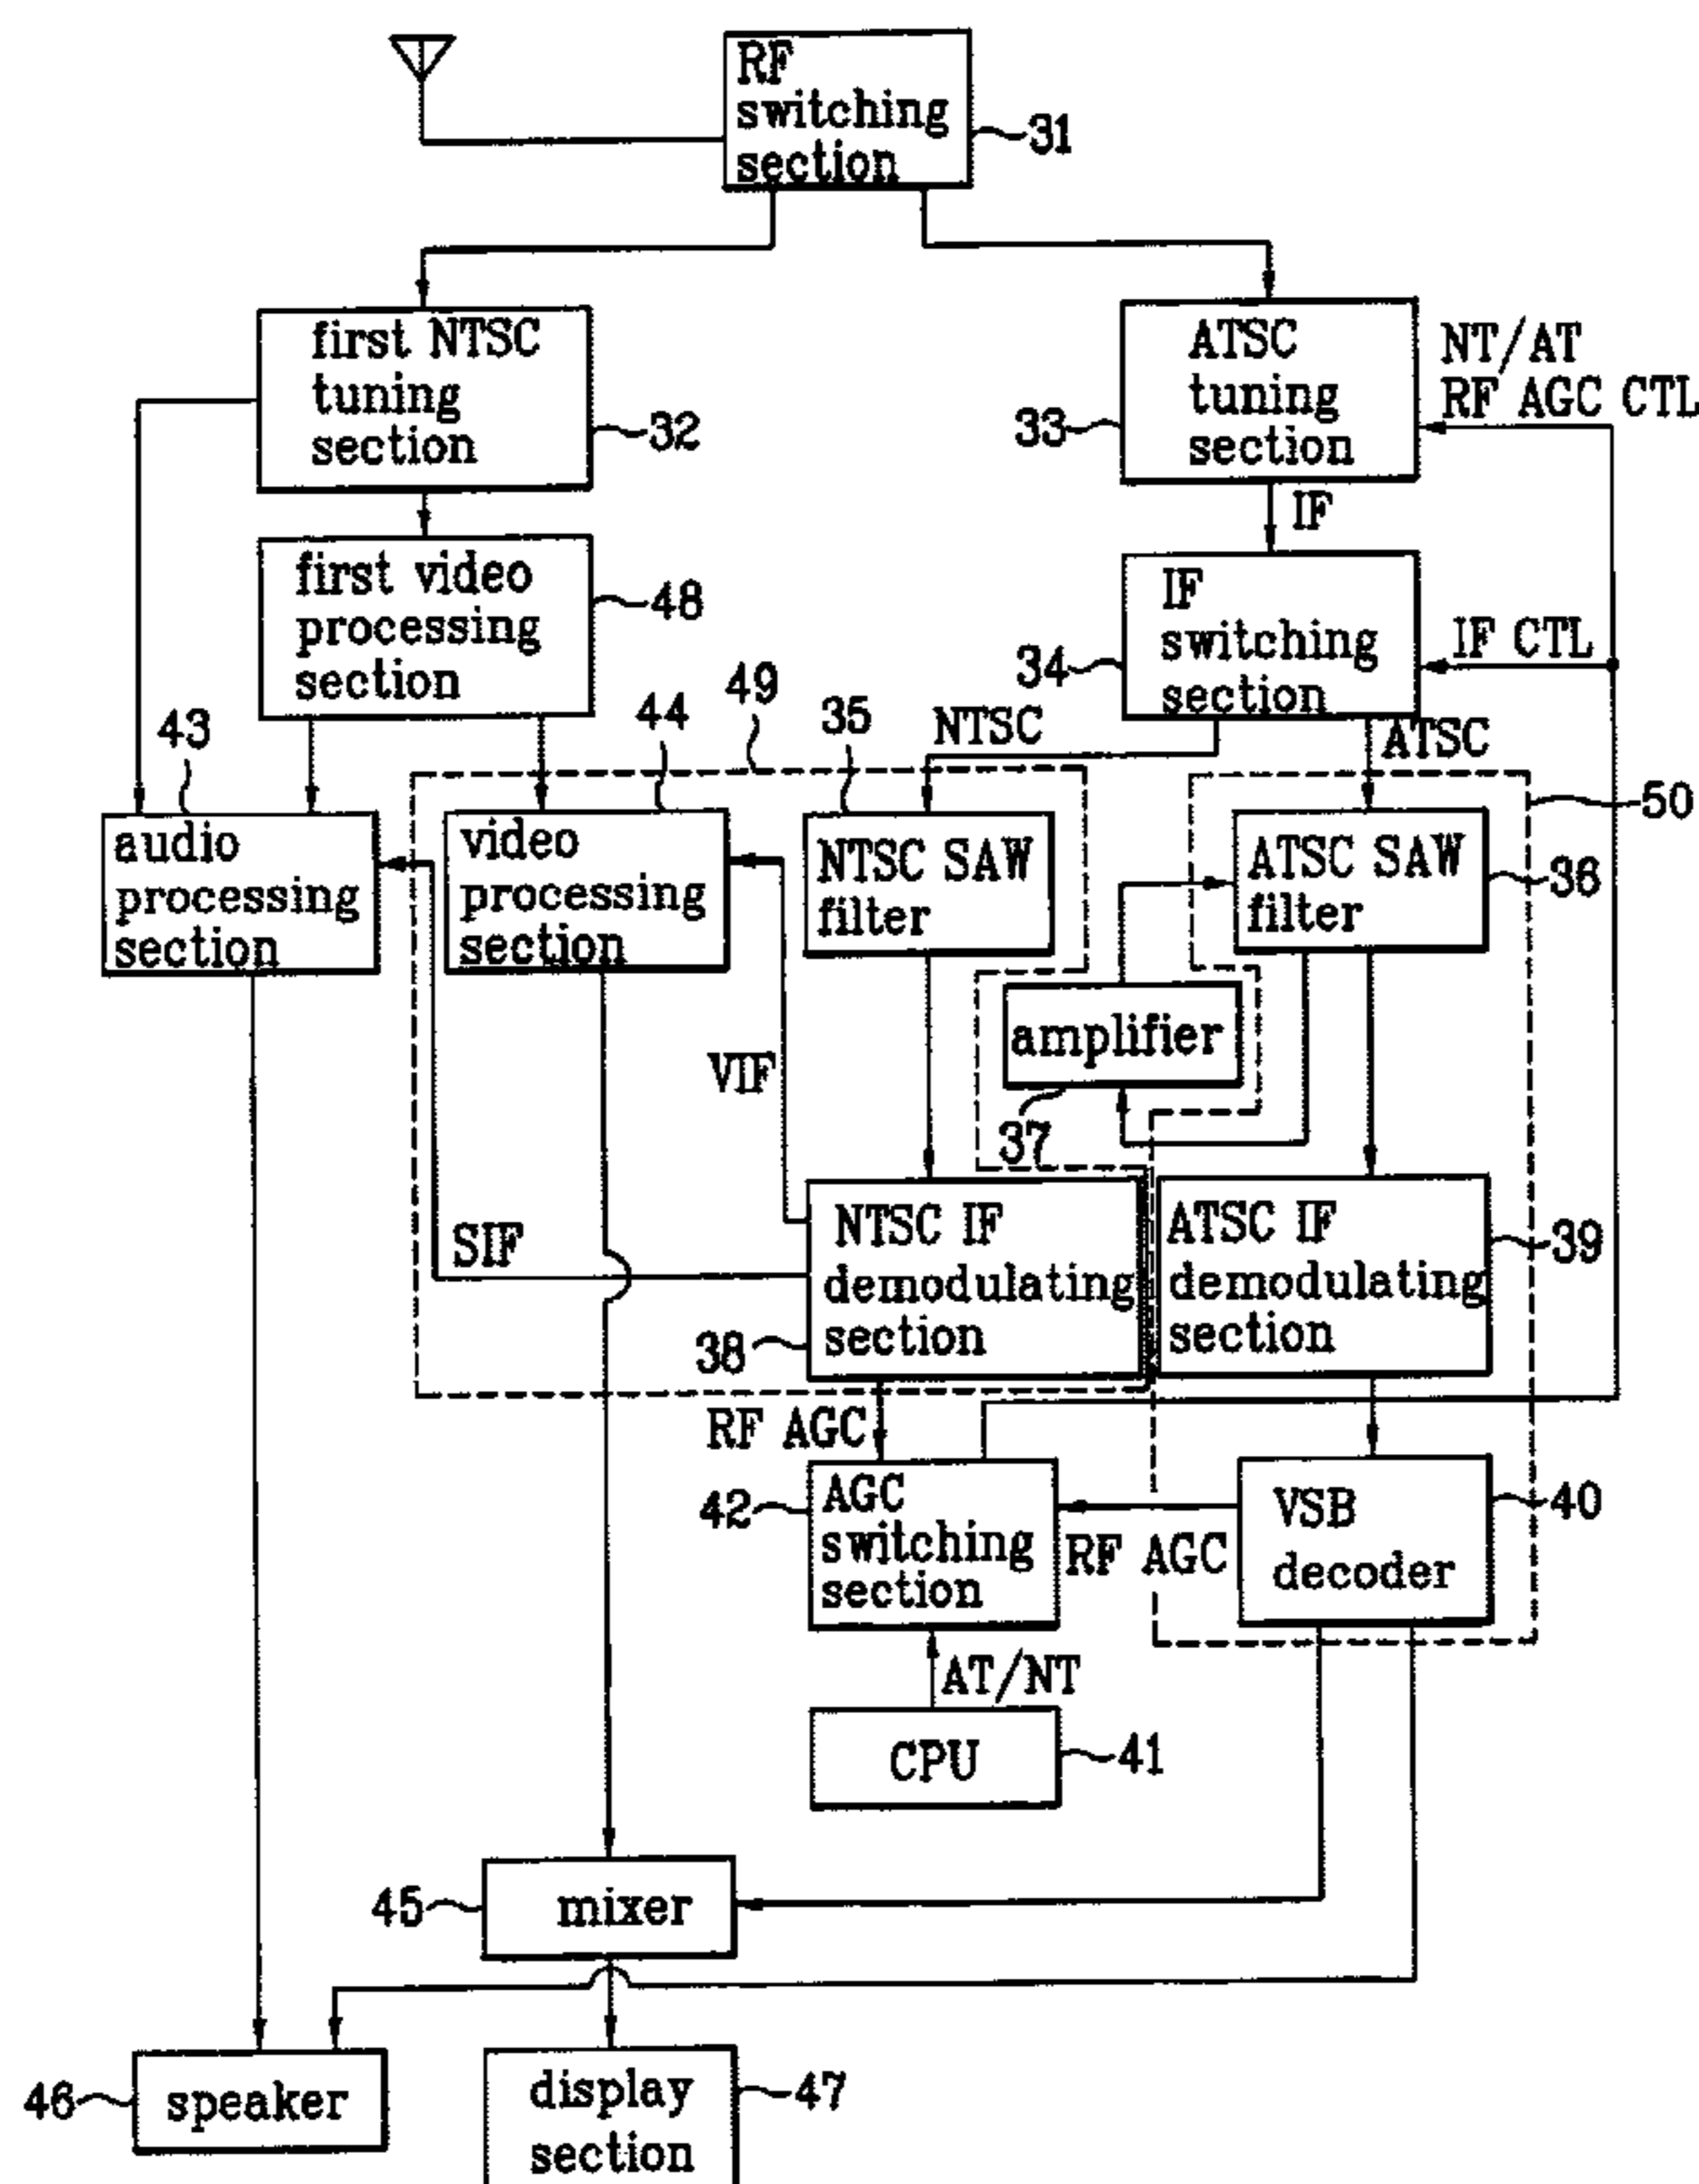 RF
switching
section
31
first NTSC
tuning
section
32
ATSC
tuning
section
33
NT/AT
RF AGC CTL
IF
first video
processing
section
48
IF
switching
section
34
IF CTL
49
44
35
NTSC
ATSC
43
50
audio
processing
section
video
processing
section
NTSC SAW
filter
ATSC SAW
filter
36
amplifier
37
VIF
SIF
NTSC IF
demodulating
section
38
ATSC IF
demodulating
section
39
RF AGC
AGC
switching
section
42
RF AGC
VSB
decoder
40
AT/NT
CPU
41
mixer
45
speaker
46
display
section
47